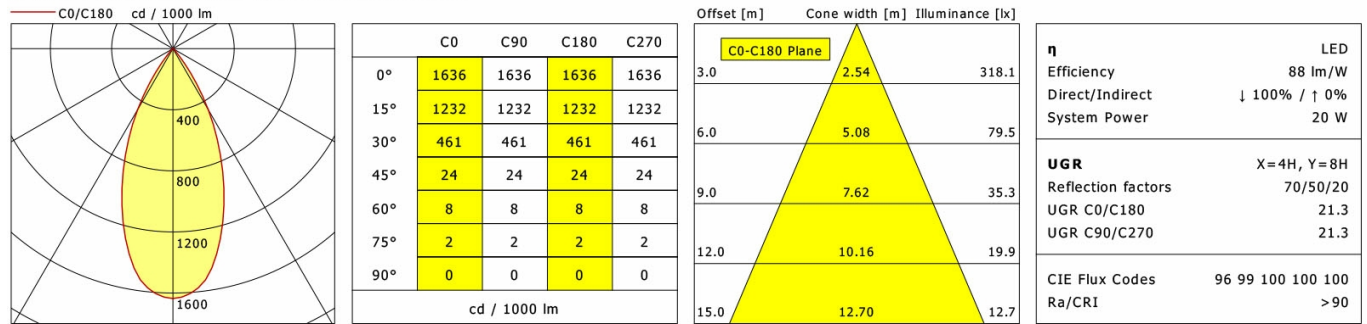 C0/C180 cd / 1000 lm
400
800
1200
1600
C0 C90 C180 C270
0° 1636 1636 1636 1636
15° 1232 1232 1232 1232
30° 461 461 461 461
45° 24 24 24 24
60° 8 8 8 8
75° 2 2 2 2
90° 0 0 0 0
cd / 1000 lm
Offset [m] Cone width [m] Illuminance [lx]
C0-C180 Plane
3.0 2.54 318.1
6.0 5.08 79.5
9.0 7.62 35.3
12.0 10.16 19.9
15.0 12.70 12.7
η LED
Efficiency 88 lm/W
Direct/Indirect ↓ 100% / ↑ 0%
System Power 20 W
UGR X=4H, Y=8H
Reflection factors 70/50/20
UGR C0/C180 21.3
UGR C90/C270 21.3
CIE Flux Codes 96 99 100 100 100
Ra/CRI >90